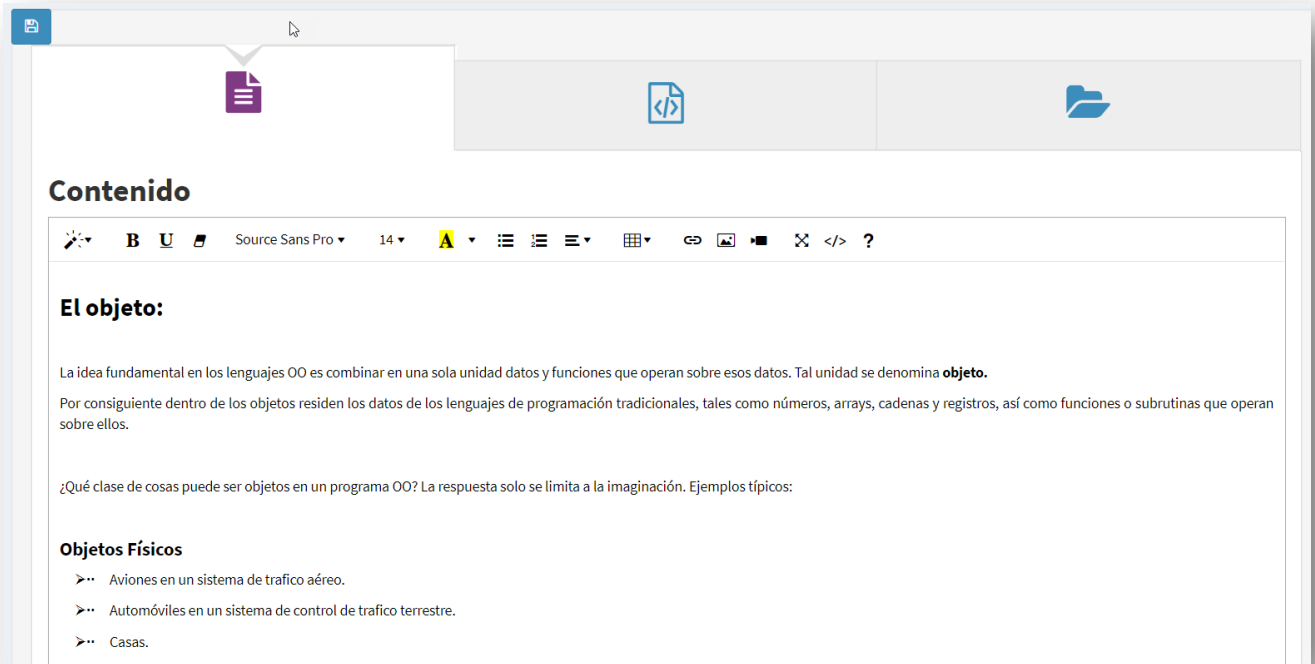 Contenido
B U Source Sans Pro 14 A </> ?
El objeto:
La idea fundamental en los lenguajes OO es combinar en una sola unidad datos y funciones que operan sobre esos datos. Tal unidad se denomina objeto.
Por consiguiente dentro de los objetos residen los datos de los lenguajes de programación tradicionales, tales como números, arrays, cadenas y registros, así como funciones o subrutinas que operan
sobre ellos.
¿Qué clase de cosas puede ser objetos en un programa OO? La respuesta solo se limita a la imaginación. Ejemplos típicos:
Objetos Físicos
➢·· Aviones en un sistema de trafico aéreo.
➢·· Automóviles en un sistema de control de trafico terrestre.
➢·· Casas.